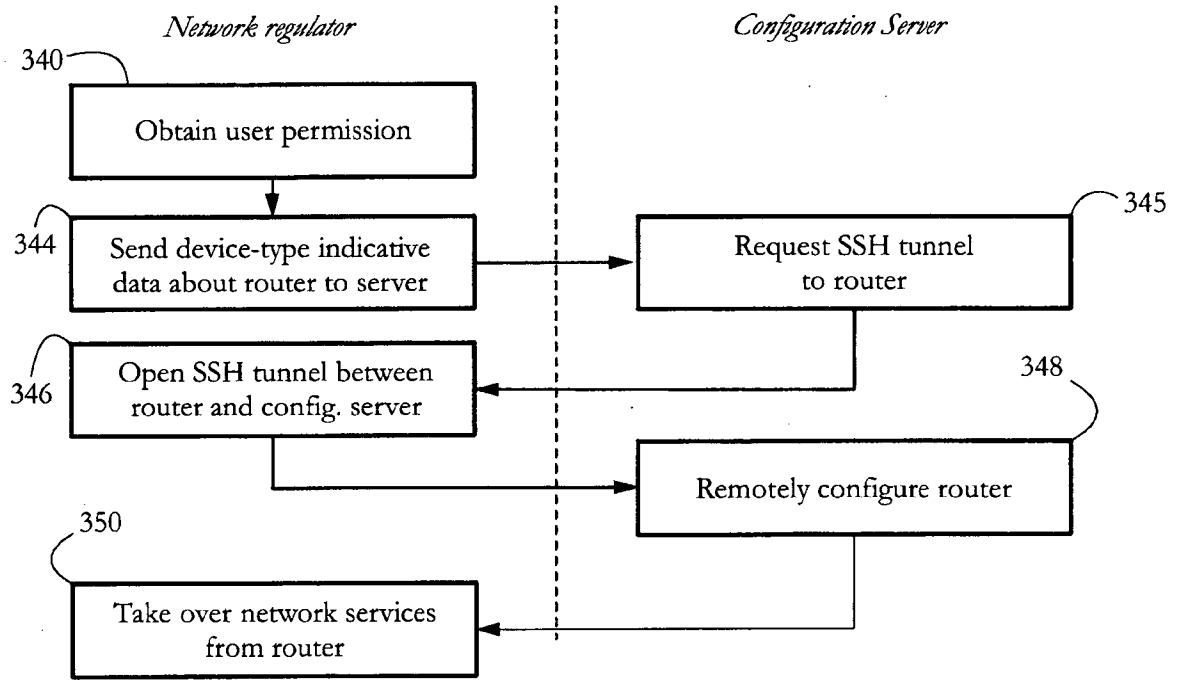 Network regulator
Configuration Server
340
Obtain user permission
344
Send device-type indicative
data about router to server
345
Request SSH tunnel
to router
346
Open SSH tunnel between
router and config. server
348
Remotely configure router
350
Take over network services
from router